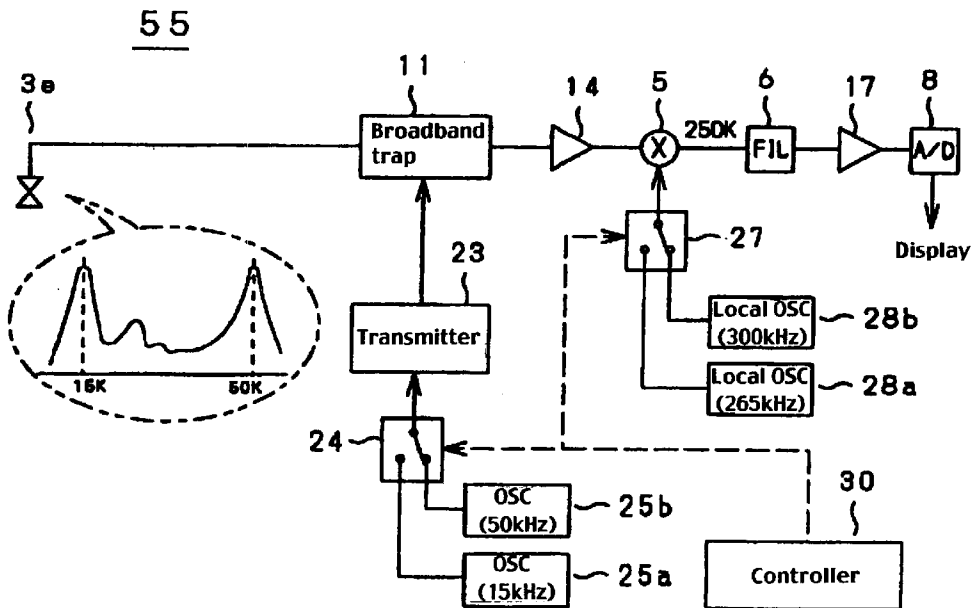 55
3e
11
14
5
6
17
8
Broadband
trap
X
250K
FIL
A/D
27
Display
23
Transmitter
Local OSC
(300kHz)
28b
Local OSC
(265kHz)
28a
15K
50K
24
OSC
(50kHz)
25b
30
OSC
(15kHz)
25a
Controller